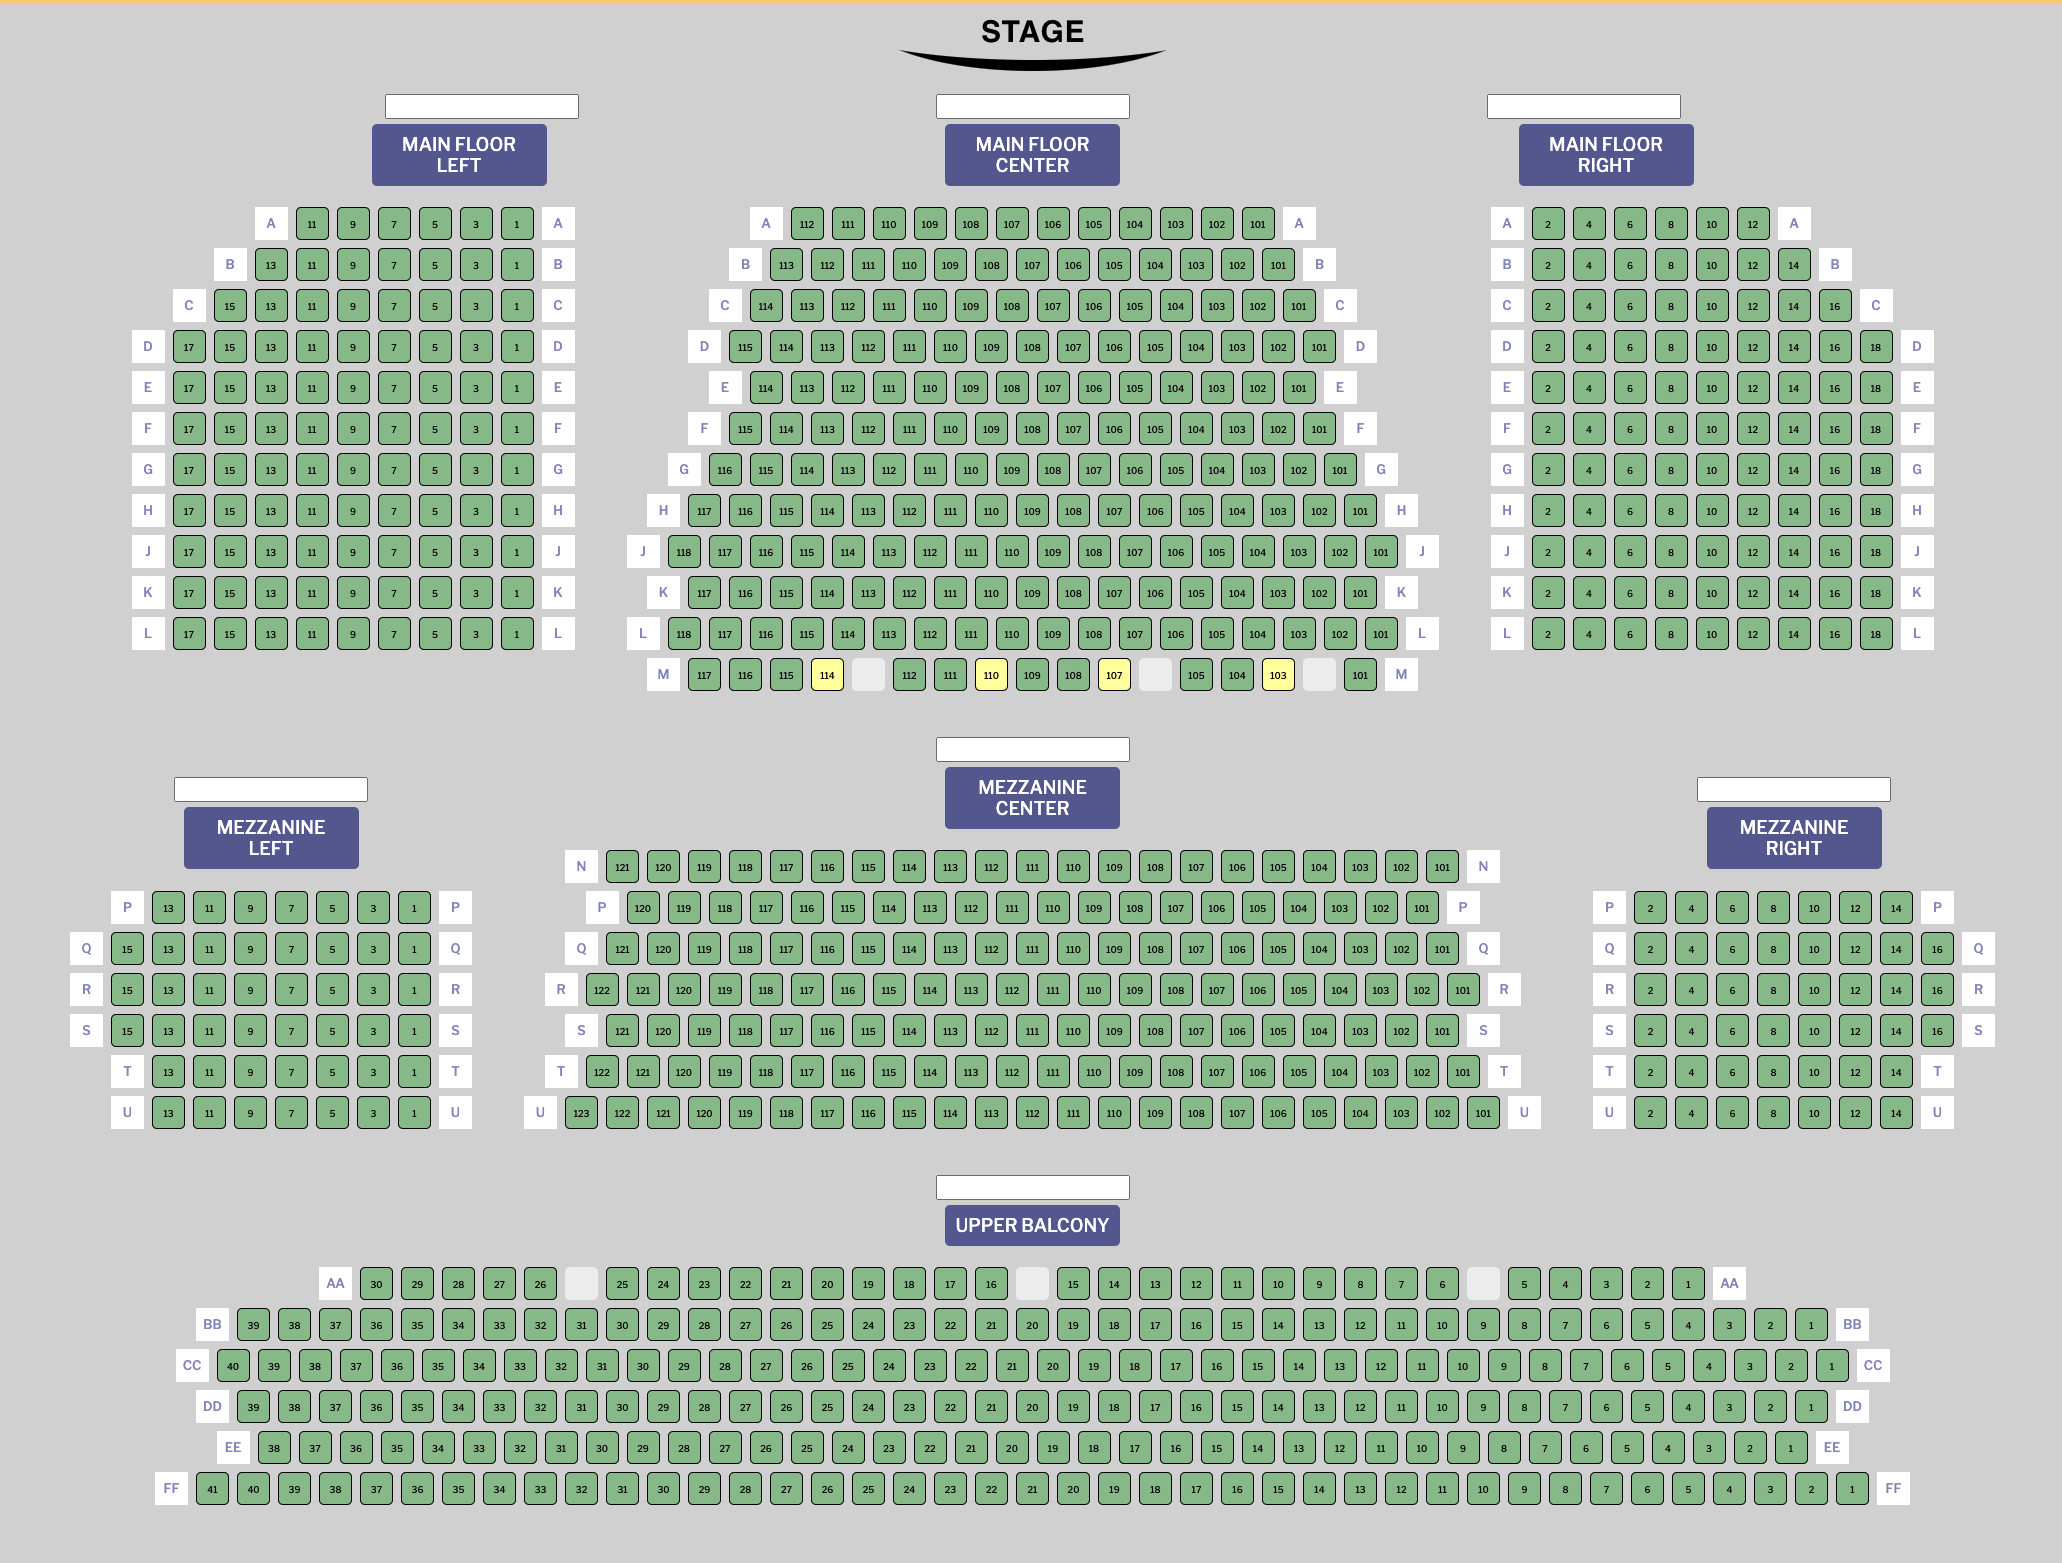 STAGE
MAIN FLOOR
LEFT
MAIN FLOOR
CENTER
MAIN FLOOR
RIGHT
A 11 9 7 5 3 1 A
B 13 11 9 7 5 3 1 B
C 15 13 11 9 7 5 3 1 C
D 17 15 13 11 9 7 5 3 1 D
E 17 15 13 11 9 7 5 3 1 E
F 17 15 13 11 9 7 5 3 1 F
G 17 15 13 11 9 7 5 3 1 G
H 17 15 13 11 9 7 5 3 1 H
J 17 15 13 11 9 7 5 3 1 J
K 17 15 13 11 9 7 5 3 1 K
L 17 15 13 11 9 7 5 3 1 L
A 112 111 110 109 108 107 106 105 104 103 102 101 A
B 113 112 111 110 109 108 107 106 105 104 103 102 101 B
C 114 113 112 111 110 109 108 107 106 105 104 103 102 101 C
D 115 114 113 112 111 110 109 108 107 106 105 104 103 102 101 D
E 114 113 112 111 110 109 108 107 106 105 104 103 102 101 E
F 115 114 113 112 111 110 109 108 107 106 105 104 103 102 101 F
G 116 115 114 113 112 111 110 109 108 107 106 105 104 103 102 101 G
H 117 116 115 114 113 112 111 110 109 108 107 106 105 104 103 102 101 H
J 118 117 116 115 114 113 112 111 110 109 108 107 106 105 104 103 102 101 J
K 117 116 115 114 113 112 111 110 109 108 107 106 105 104 103 102 101 K
L 118 117 116 115 114 113 112 111 110 109 108 107 106 105 104 103 102 101 L
M 117 116 115 114 112 111 110 109 108 107 105 104 103 101 M
A 2 4 6 8 10 12 A
B 2 4 6 8 10 12 14 B
C 2 4 6 8 10 12 14 16 C
D 2 4 6 8 10 12 14 16 18 D
E 2 4 6 8 10 12 14 16 18 E
F 2 4 6 8 10 12 14 16 18 F
G 2 4 6 8 10 12 14 16 18 G
H 2 4 6 8 10 12 14 16 18 H
J 2 4 6 8 10 12 14 16 18 J
K 2 4 6 8 10 12 14 16 18 K
L 2 4 6 8 10 12 14 16 18 L
MEZZANINE
LEFT
MEZZANINE
CENTER
MEZZANINE
RIGHT
P 13 11 9 7 5 3 1 P
Q 15 13 11 9 7 5 3 1 Q
R 15 13 11 9 7 5 3 1 R
S 15 13 11 9 7 5 3 1 S
T 13 11 9 7 5 3 1 T
U 13 11 9 7 5 3 1 U
N 121 120 119 118 117 116 115 114 113 112 111 110 109 108 107 106 105 104 103 102 101 N
P 120 119 118 117 116 115 114 113 112 111 110 109 108 107 106 105 104 103 102 101 P
Q 121 120 119 118 117 116 115 114 113 112 111 110 109 108 107 106 105 104 103 102 101 Q
R 122 121 120 119 118 117 116 115 114 113 112 111 110 109 108 107 106 105 104 103 102 101 R
S 121 120 119 118 117 116 115 114 113 112 111 110 109 108 107 106 105 104 103 102 101 S
T 122 121 120 119 118 117 116 115 114 113 112 111 110 109 108 107 106 105 104 103 102 101 T
U 123 122 121 120 119 118 117 116 115 114 113 112 111 110 109 108 107 106 105 104 103 102 101 U
P 2 4 6 8 10 12 14 P
Q 2 4 6 8 10 12 14 16 Q
R 2 4 6 8 10 12 14 16 R
S 2 4 6 8 10 12 14 16 S
T 2 4 6 8 10 12 14 T
U 2 4 6 8 10 12 14 U
UPPER BALCONY
AA 30 29 28 27 26 25 24 23 22 21 20 19 18 17 16 15 14 13 12 11 10 9 8 7 6 5 4 3 2 1 AA
BB 39 38 37 36 35 34 33 32 31 30 29 28 27 26 25 24 23 22 21 20 19 18 17 16 15 14 13 12 11 10 9 8 7 6 5 4 3 2 1 BB
CC 40 39 38 37 36 35 34 33 32 31 30 29 28 27 26 25 24 23 22 21 20 19 18 17 16 15 14 13 12 11 10 9 8 7 6 5 4 3 2 1 CC
DD 39 38 37 36 35 34 33 32 31 30 29 28 27 26 25 24 23 22 21 20 19 18 17 16 15 14 13 12 11 10 9 8 7 6 5 4 3 2 1 DD
EE 38 37 36 35 34 33 32 31 30 29 28 27 26 25 24 23 22 21 20 19 18 17 16 15 14 13 12 11 10 9 8 7 6 5 4 3 2 1 EE
FF 41 40 39 38 37 36 35 34 33 32 31 30 29 28 27 26 25 24 23 22 21 20 19 18 17 16 15 14 13 12 11 10 9 8 7 6 5 4 3 2 1 FF